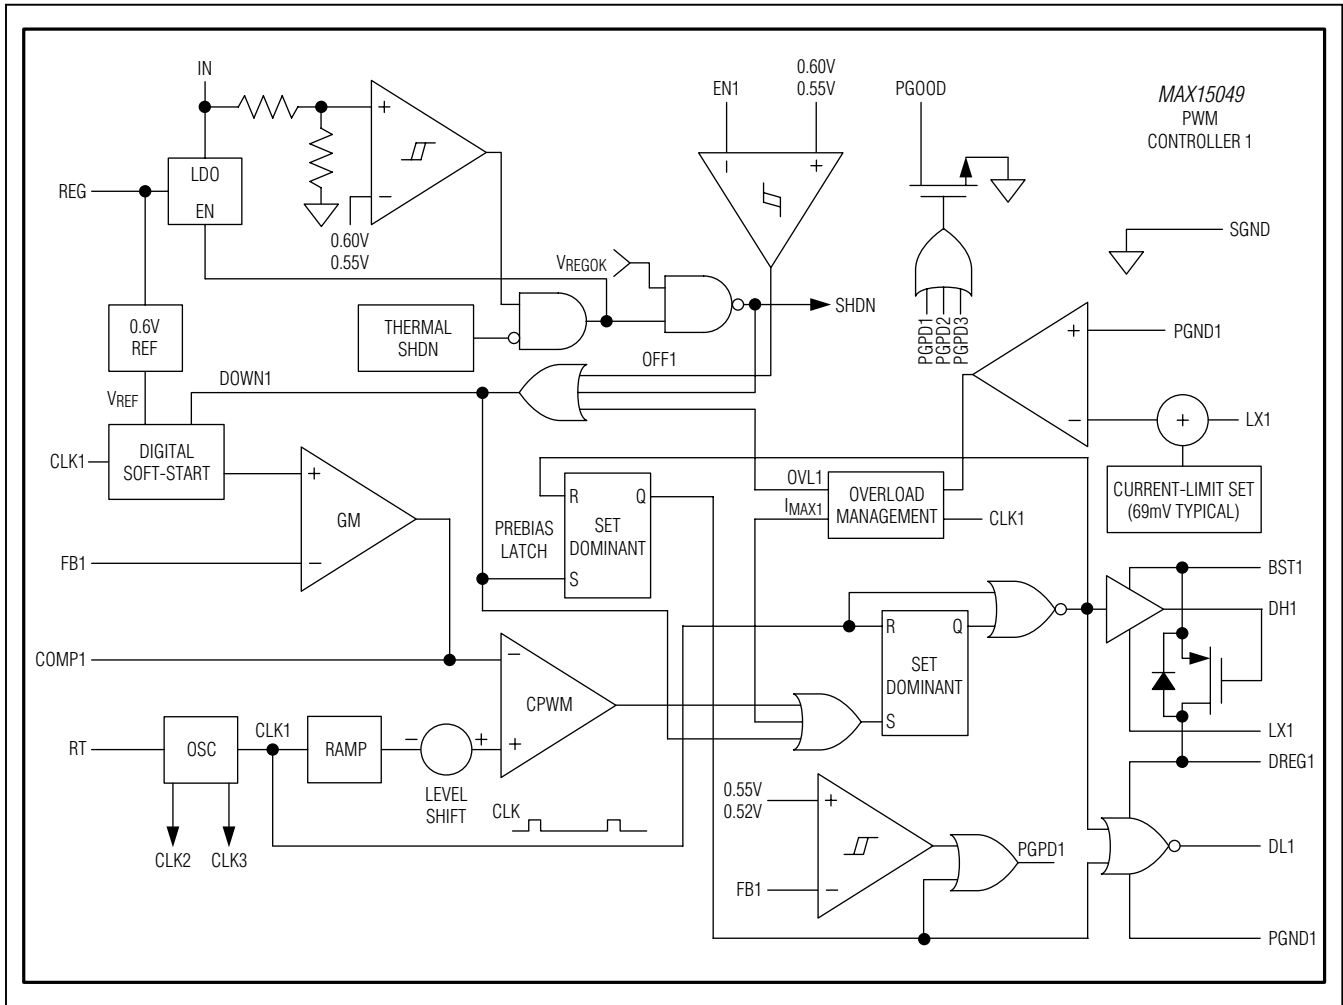 IN
EN1
0.60V
0.55V
PGOOD
MAX15049
PWM
CONTROLLER 1
+
+
–
+
LDO
EN
REG
–
0.60V
0.55V
VREGOK
SGND
0.6V
REF
THERMAL
SHDN
SHDN
PGPD1
PGPD2
PGPD3
+
PGND1
OFF1
DOWN1
VREF
–
+
LX1
DIGITAL
SOFT-START
CLK1
+
GM
–
FB1
R
Q
SET
DOMINANT
S
PREBIAS
LATCH
OVL1
IMAX1
OVERLOAD
MANAGEMENT
CLK1
CURRENT-LIMIT SET
(69mV TYPICAL)
BST1
DH1
R
Q
SET
DOMINANT
S
COMP1
–
CPWM
+
RT
OSC
CLK1
RAMP
–
+
LEVEL
SHIFT
LX1
DREG1
CLK
CLK2
CLK3
0.55V
0.52V
+
–
FB1
PGPD1
DL1
PGND1